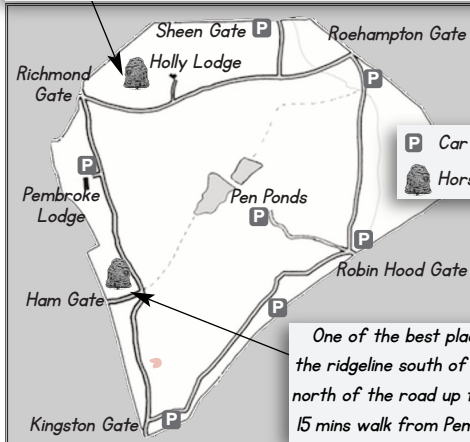 Sheen Gate P
Roehampton Gate
Holly Lodge
Richmond
Gate
P
P Car
Hors
P
Pembroke
Lodge
Pen Ponds
P
P
Robin Hood Gate
Ham Gate
P
One of the best plac
the ridgeline south of
north of the road up f
15 mins walk from Pen
Kingston Gate P